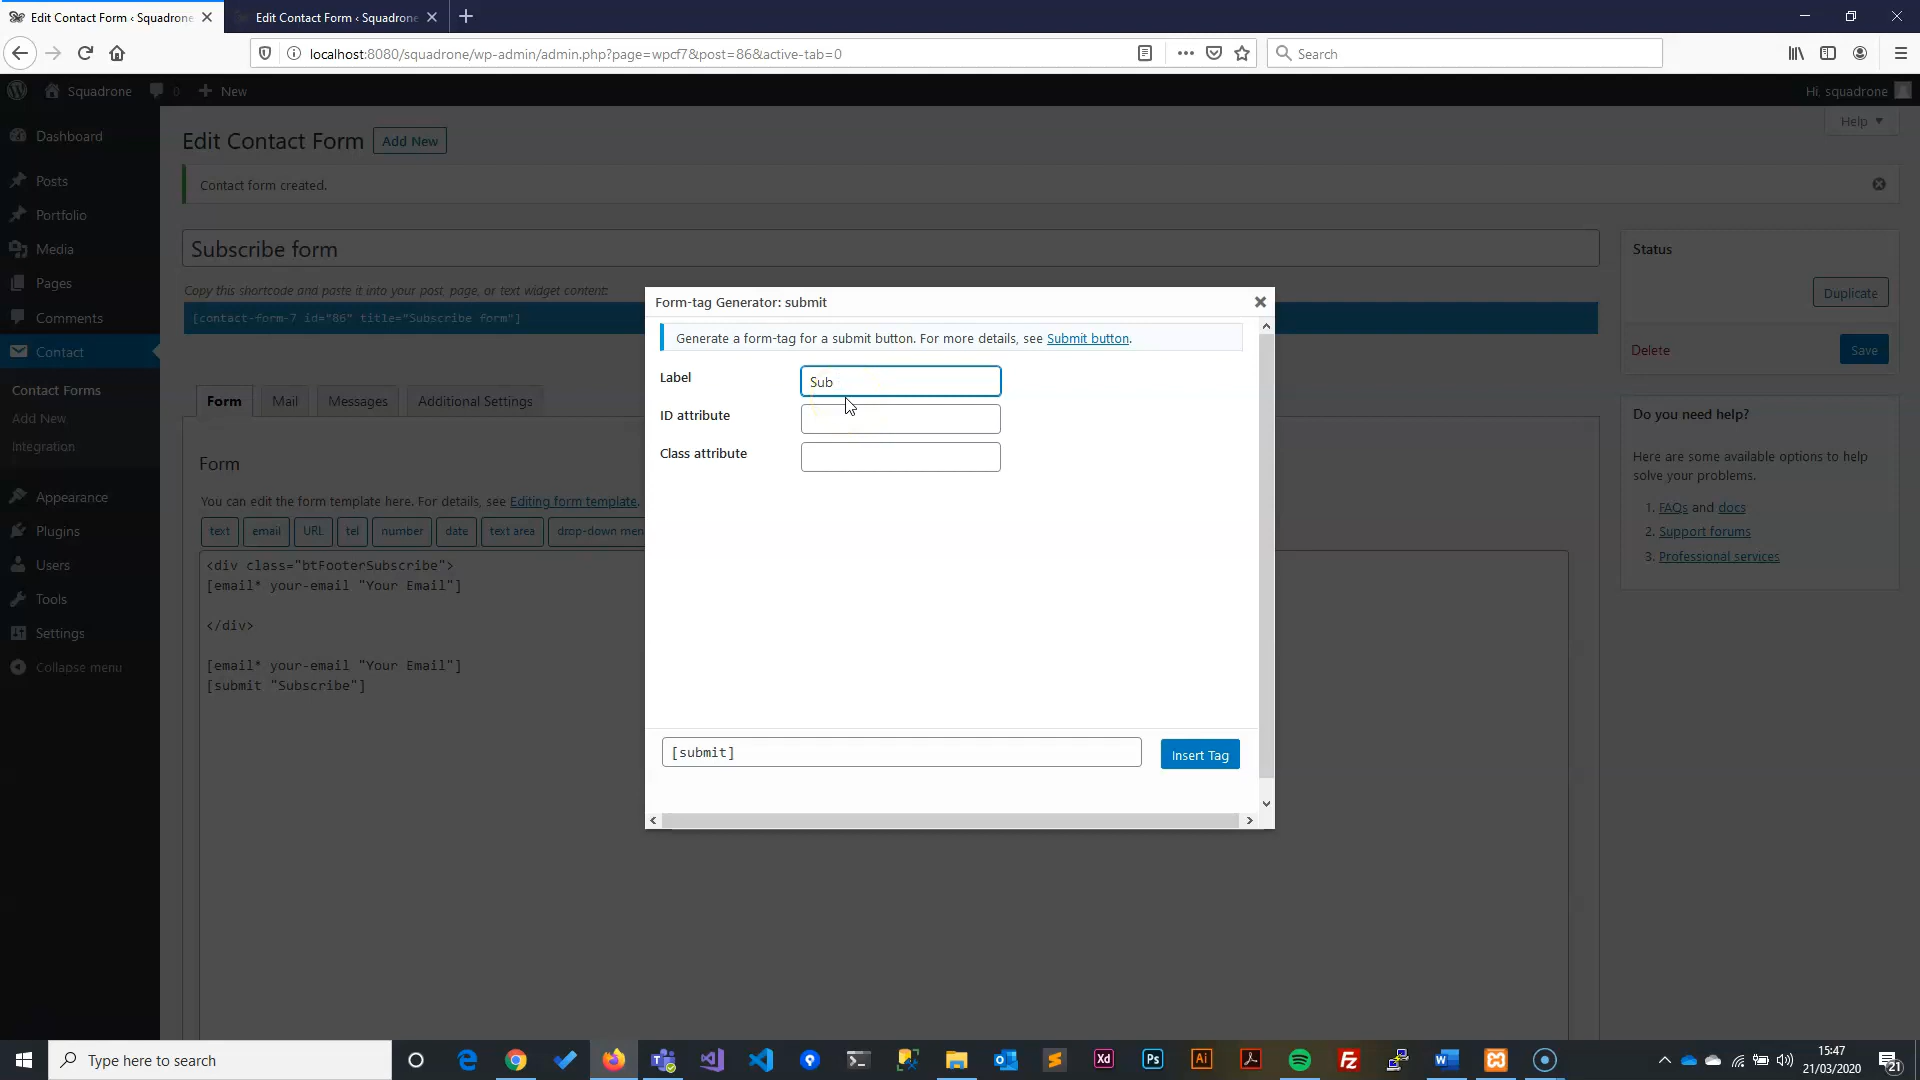 Edit Contact Form ‹ Squadrone
Edit Contact Form ‹ Squadrone
localhost:8080/squadrone/wp-admin/admin.php?page=wpcf7&post=86&active-tab=0
Search
Squadrone
0
New
Hi, squadrone
Dashboard
Posts
Portfolio
Media
Pages
Comments
Contact
Contact Forms
Add New
Integration
Appearance
Plugins
Users
Tools
Settings
Collapse menu
Edit Contact Form
Add New
Help
Contact form created.
Subscribe form
Copy this shortcode and paste it into your post, page, or text widget content:
[contact-form-7 id="86" title="Subscribe form"]
Form
Mail
Messages
Additional Settings
Form
You can edit the form template here. For details, see Editing form template.
text
email
URL
tel
number
date
text area
drop-down men
<div class="btFooterSubscribe">
[email* your-email "Your Email"]
</div>
[email* your-email "Your Email"]
[submit "Subscribe"]
Form-tag Generator: submit
Generate a form-tag for a submit button. For more details, see Submit button.
Label
Sub
ID attribute
Class attribute
[submit]
Insert Tag
Status
Duplicate
Delete
Save
Do you need help?
Here are some available options to help
solve your problems.
1. FAQs and docs
2. Support forums
3. Professional services
Type here to search
Xd
Ps
Ai
15:47
21/03/2020
21